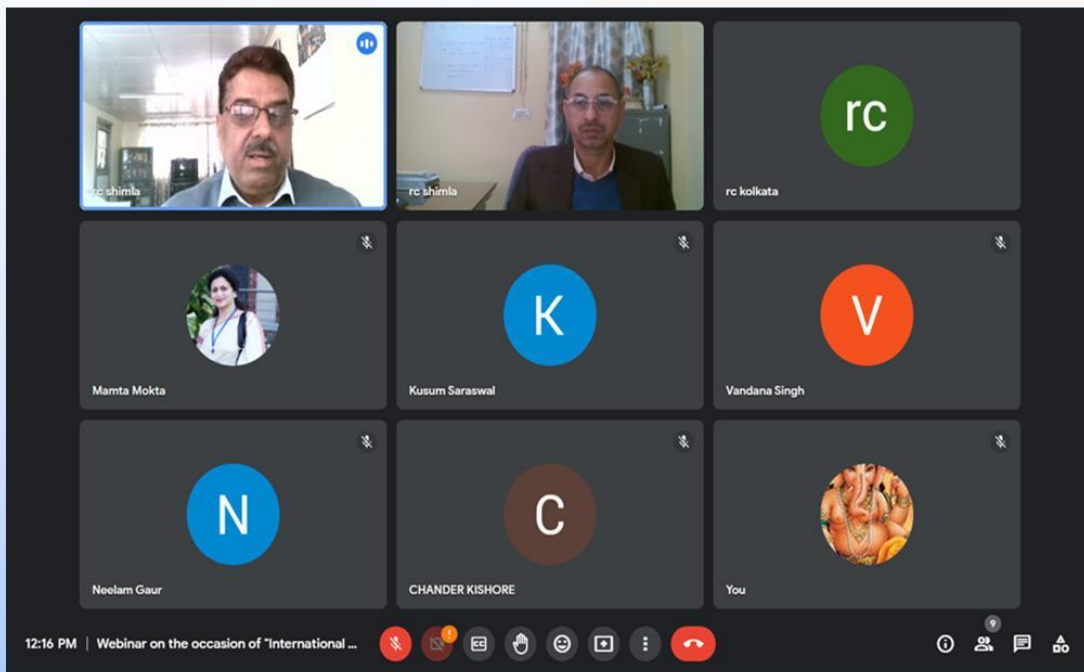 rc shimla
rc shimla
rc
rc kolkata
Mamta Mokta
K
Kusum Saraswal
V
Vandana Singh
N
Neelam Gaur
C
CHANDER KISHORE
You
12:16 PM | Webinar on the occasion of "International ...
!
CC
9